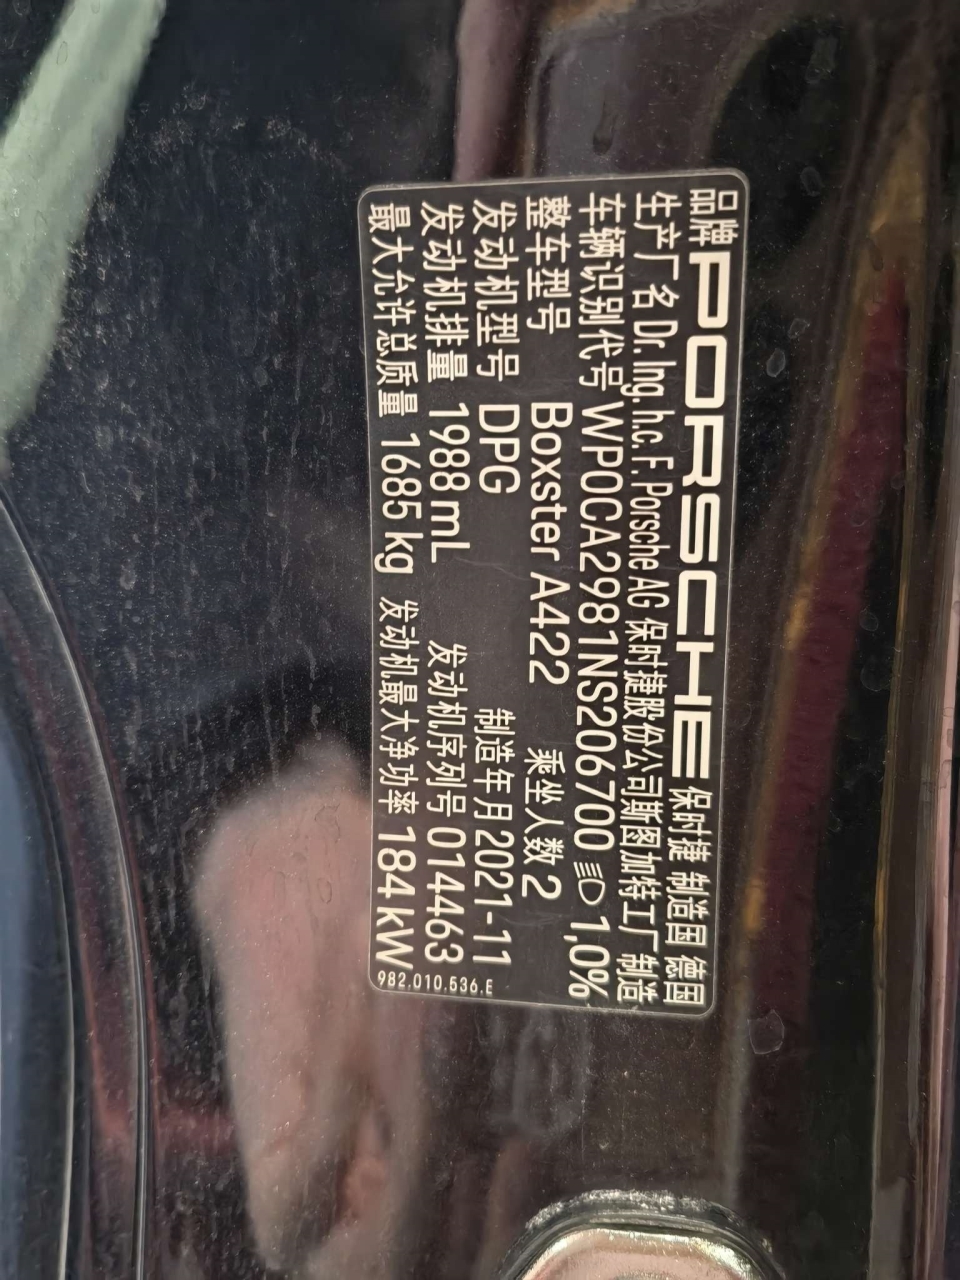 品牌 PORSCHE 保时捷 制造国 德国
生产厂名 Dr. Ing. h.c. F. Porsche AG 保时捷股份公司斯图加特工厂制造
车辆识别代号 WP0CA2981NS206700 1,0%
整车型号 Boxster A422 乘坐人数 2
发动机型号 DPG 制造年月 2021-11
发动机排量 1988 mL 发动机序列号 014463
最大允许总质量 1685 kg 发动机最大净功率 184 kW
982.010.536.E